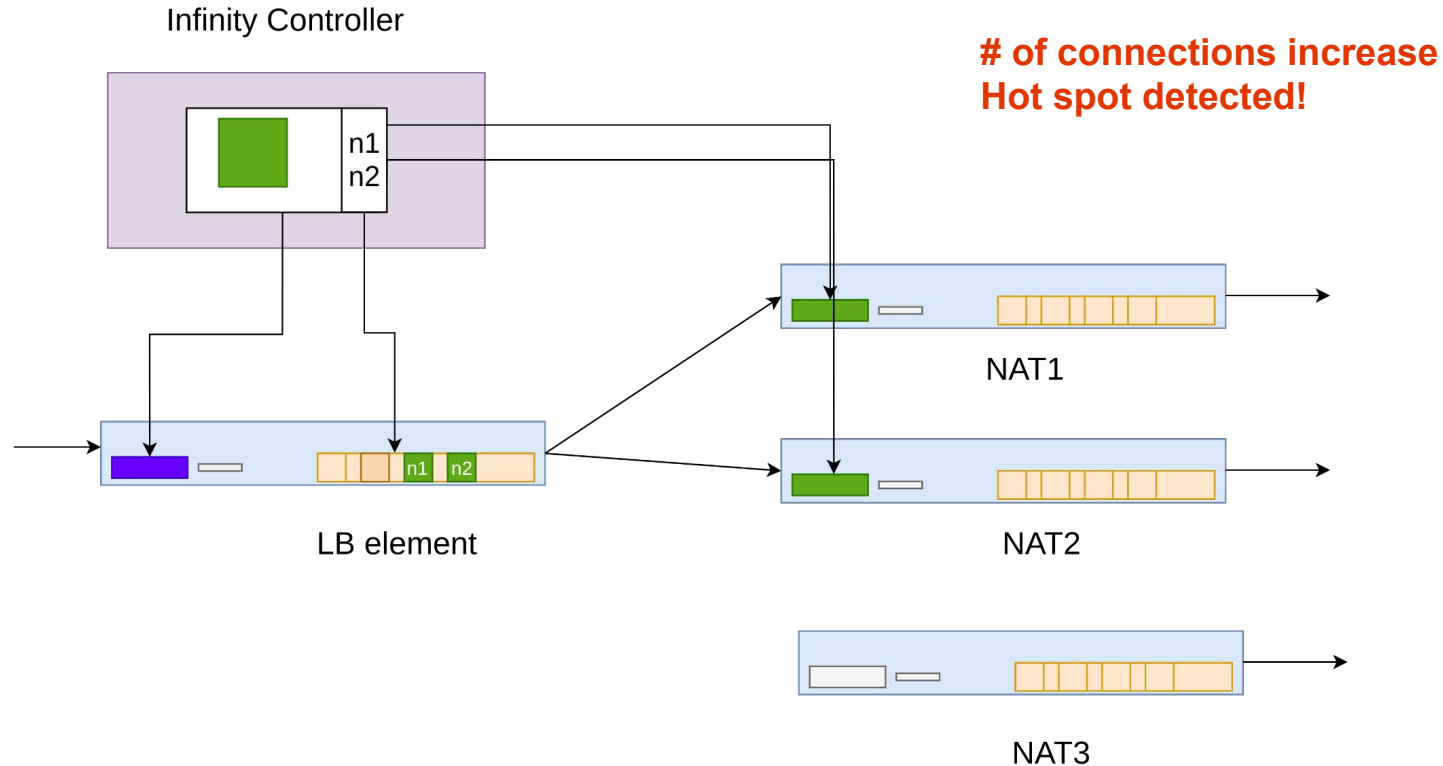 Infinity Controller
# of connections increase
Hot spot detected!
n1
n2
NAT1
n1 n2
LB element
NAT2
NAT3